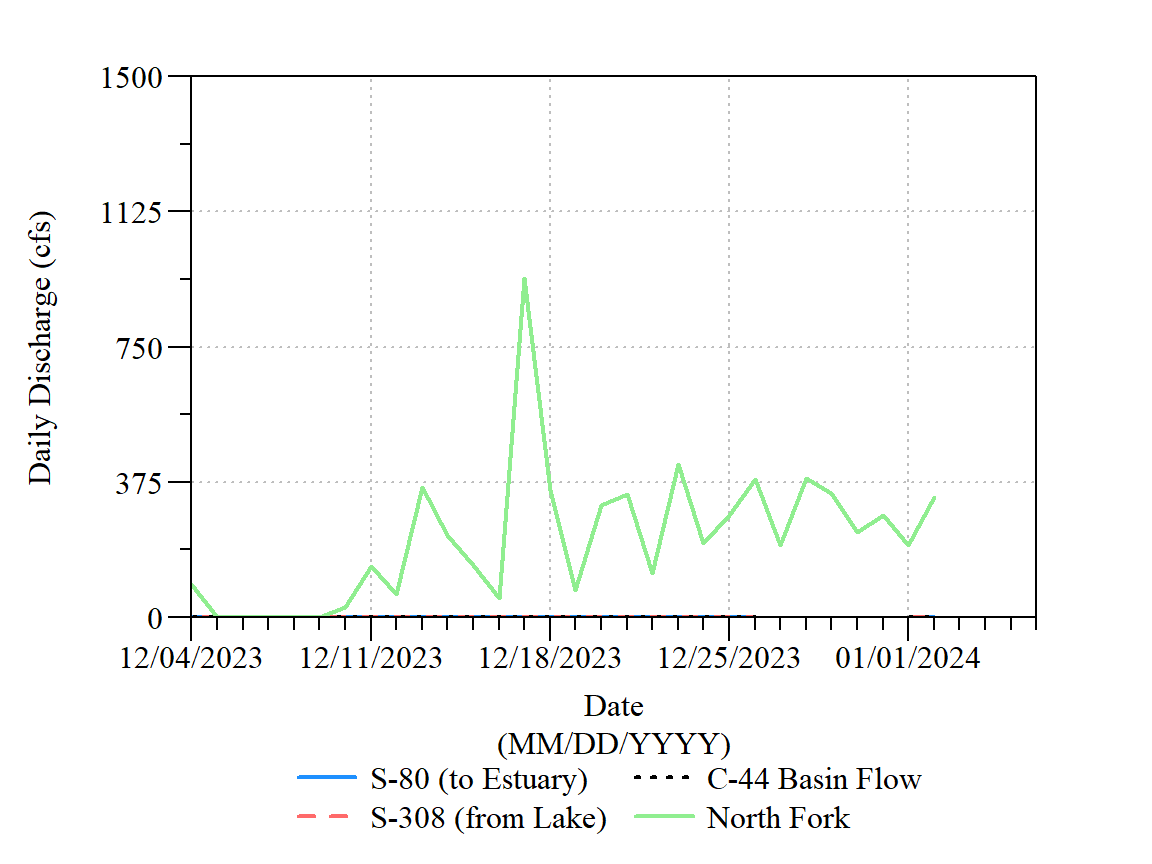 1500
1125
750
375
0
Daily Discharge (cfs)
12/04/2023 12/11/2023 12/18/2023 12/25/2023 01/01/2024
Date
(MM/DD/YYYY)
S-80 (to Estuary) C-44 Basin Flow
S-308 (from Lake) North Fork